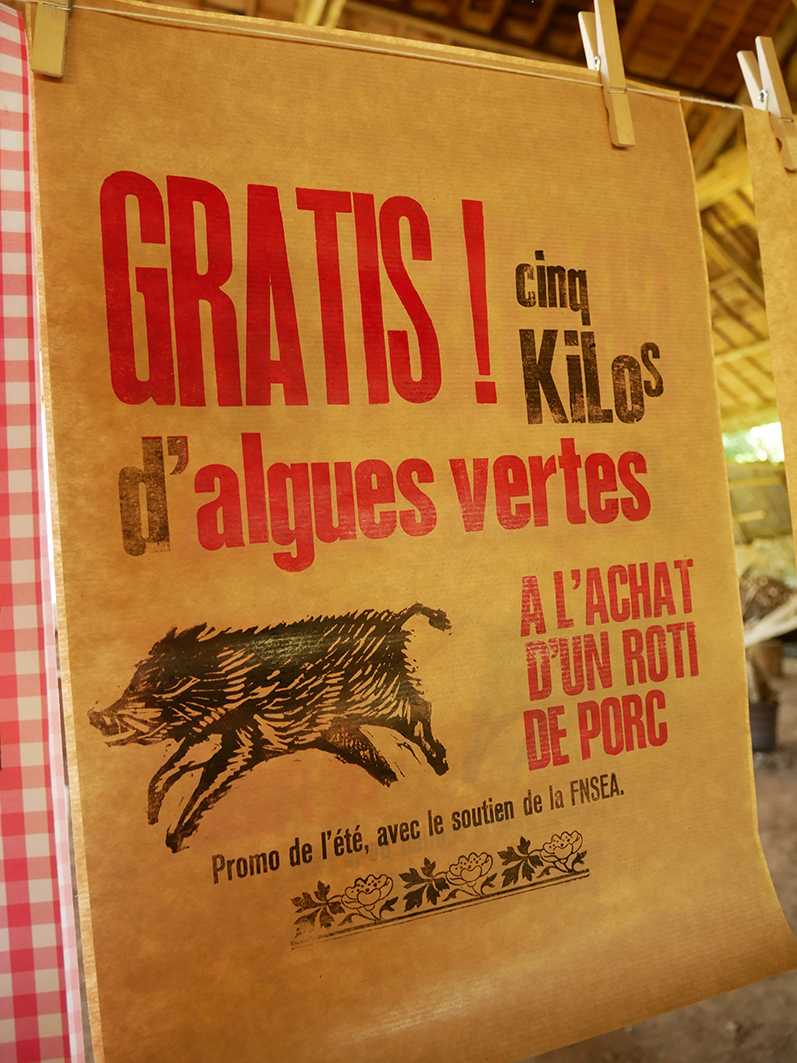 GRATIS !
cinq
KiLos
d'algues vertes
A L'ACHAT
D'UN ROTI
DE PORC
Promo de l'été, avec le soutien de la FNSEA.